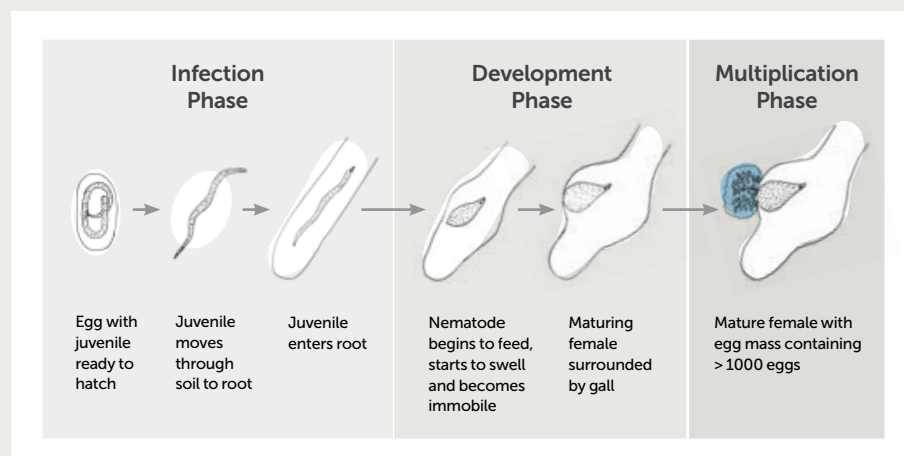 Infection
Phase
Development
Phase
Multiplication
Phase
Egg with
juvenile
ready to
hatch
Juvenile
moves
through
soil to root
Juvenile
enters root
Nematode
begins to feed,
starts to swell
and becomes
immobile
Maturing
female
surrounded
by gall
Mature female with
egg mass containing
> 1000 eggs